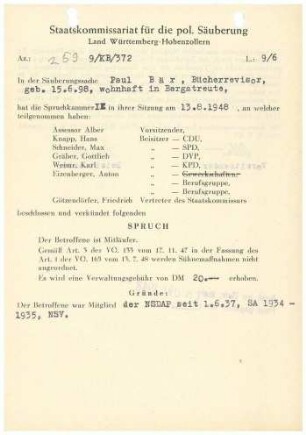 Staatskommissariat für die pol. Säuberung
Land Württemberg-Hohenzollern
Az.: 259 9/KB/372 L: 9/6
In der Säuberungssache Paul Bär, Bücherrevisor,
geb. 15.6.98, wohnhaft in Bergatreute,
hat die Spruchkammer IX in ihrer Sitzung am 13.8.1948, an welcher
teilgenommen haben:
Assessor Alber Vorsitzender,
Knapp, Hans Beisitzer — CDU,
Schneider, Max „ — SPD,
Gräber, Gottlieb „ — DVP,
Karl „ — KPD,
Eisenberger, Anton „ — Gewerkschaften,
„ — Berufsgruppe,
„ — Berufsgruppe,
Friedrich Vertreter des Staatskommissars
beschlossen und verkündet folgenden
SPRUCH
Der Betroffene ist Mitläufer.
Gemäß Art. 5 der VO. 133 vom 17. 11. 47 in der Fassung des
Art. 1 der VO. 165 vom 13. 7. 48 werden Sühnemaßnahmen nicht
angeordnet.
Es wird eine Verwaltungsgebühr von DM 20.— erhoben.
Gründe:
Der Betroffene war Mitglied der NSDAP seit 1.6.37, SA 1934 -
1935, NSV.